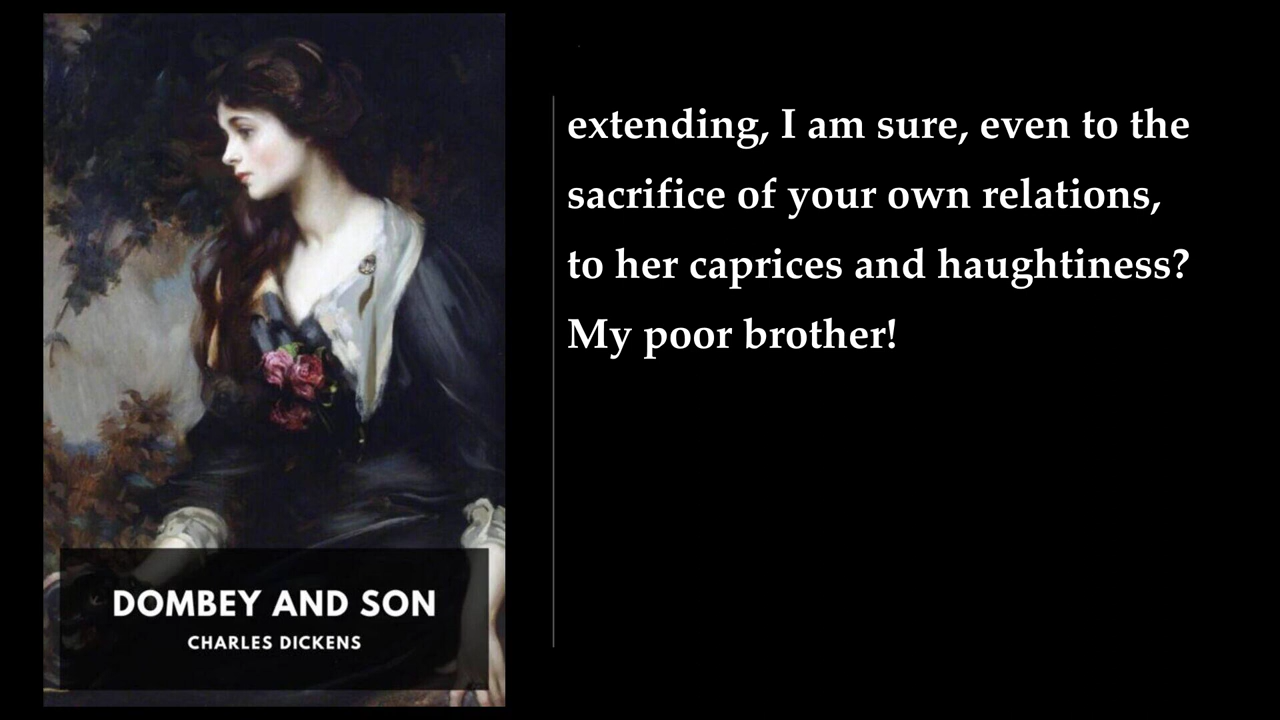 extending, I am sure, even to the
sacrifice of your own relations,
to her caprices and haughtiness?
My poor brother!
DOMBEY AND SON
CHARLES DICKENS